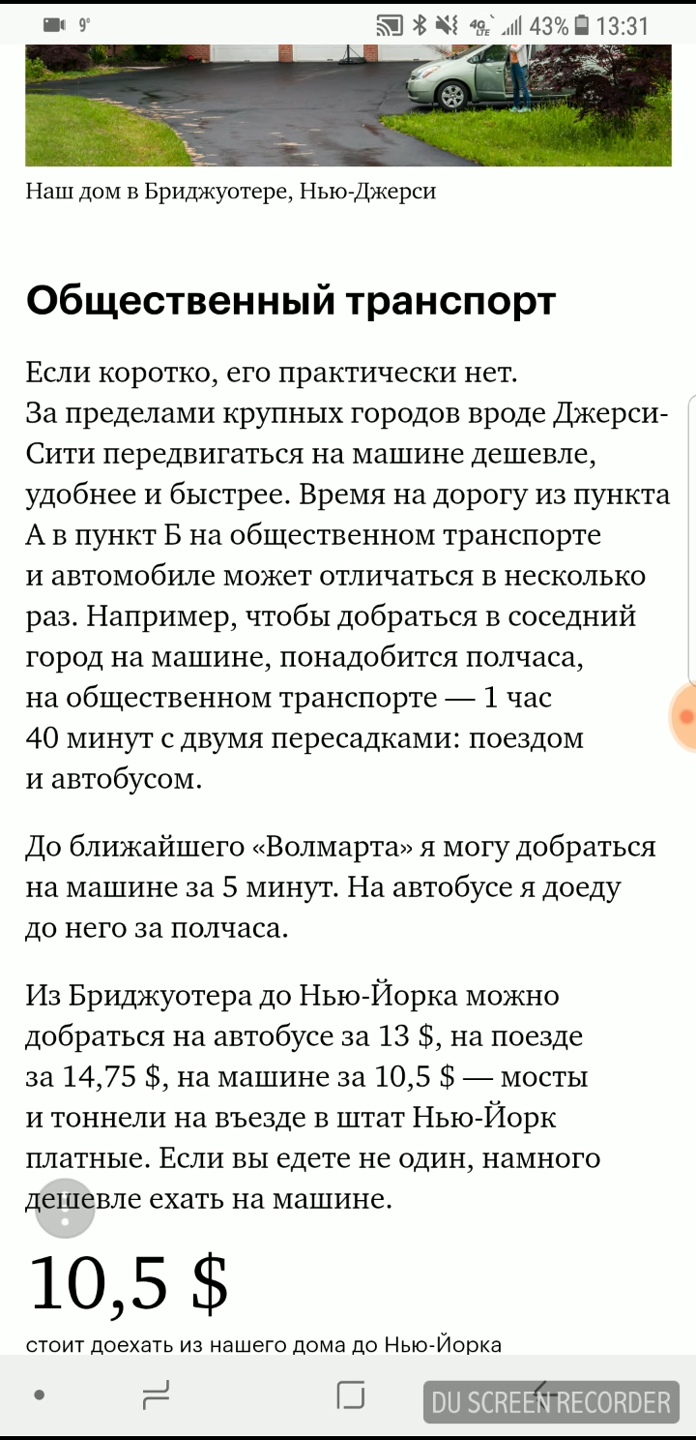 9°
4G LTE 43% 13:31
Наш дом в Бриджуотере, Нью-Джерси
Общественный транспорт
Если коротко, его практически нет.
За пределами крупных городов вроде Джерси-
Сити передвигаться на машине дешевле,
удобнее и быстрее. Время на дорогу из пункта
А в пункт Б на общественном транспорте
и автомобиле может отличаться в несколько
раз. Например, чтобы добраться в соседний
город на машине, понадобится полчаса,
на общественном транспорте — 1 час
40 минут с двумя пересадками: поездом
и автобусом.
До ближайшего «Волмарта» я могу добраться
на машине за 5 минут. На автобусе я доеду
до него за полчаса.
Из Бриджуотера до Нью-Йорка можно
добраться на автобусе за 13 $, на поезде
за 14,75 $, на машине за 10,5 $ — мосты
и тоннели на въезде в штат Нью-Йорк
платные. Если вы едете не один, намного
дешевле ехать на машине.
10,5 $
стоит доехать из нашего дома до Нью-Йорка
DU SCREEN RECORDER